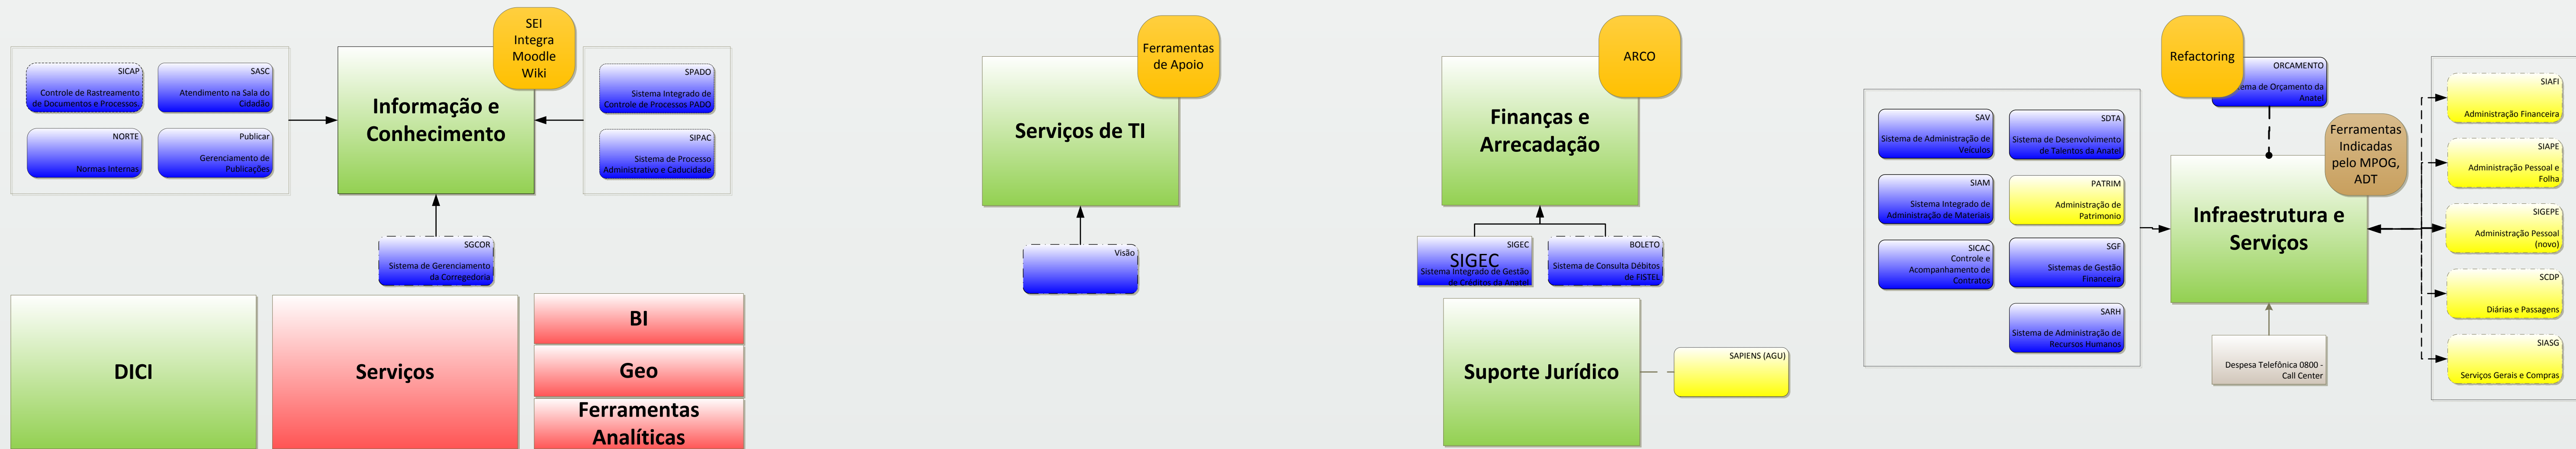 SEI
Integra
Moodle
Wiki
SICAP
Controle de Rastreamento
de Documentos e Processos.
SASC
Atendimento na Sala do
Cidadão
NORTE
Normas Internas
Publicar
Gerenciamento de
Publicações
Informação e
Conhecimento
SPADO
Sistema Integrado de
Controle de Processos PADO
SIPAC
Sistema de Processo
Administrativo e Caducidade
SGCOR
Sistema de Gerenciamento
da Corregedoria
DICI
Serviços
BI
Geo
Ferramentas
Analíticas
Ferramentas
de Apoio
Serviços de TI
Visão
ARCO
Finanças e
Arrecadação
SIGEC
SIGEC
Sistema Integrado de Gestão
de Créditos da Anatel
BOLETO
Sistema de Consulta Débitos
de FISTEL
Suporte Jurídico
SAPIENS (AGU)
Refactoring
ORCAMENTO
ema de Orçamento da
Anatel
SAV
Sistema de Administração de
Veículos
SDTA
Sistema de Desenvolvimento
de Talentos da Anatel
SIAM
Sistema Integrado de
Administração de Materiais
PATRIM
Administração de
Patrimonio
SICAC
Controle e
Acompanhamento de
Contratos
SGF
Sistemas de Gestão
Financeira
SARH
Sistema de Administração de
Recursos Humanos
Ferramentas
Indicadas
pelo MPOG,
ADT
Infraestrutura e
Serviços
Despesa Telefônica 0800 -
Call Center
SIAFI
Administração Financeira
SIAPE
Administração Pessoal e
Folha
SIGEPE
Administração Pessoal
(novo)
SCDP
Diárias e Passagens
SIASG
Serviços Gerais e Compras